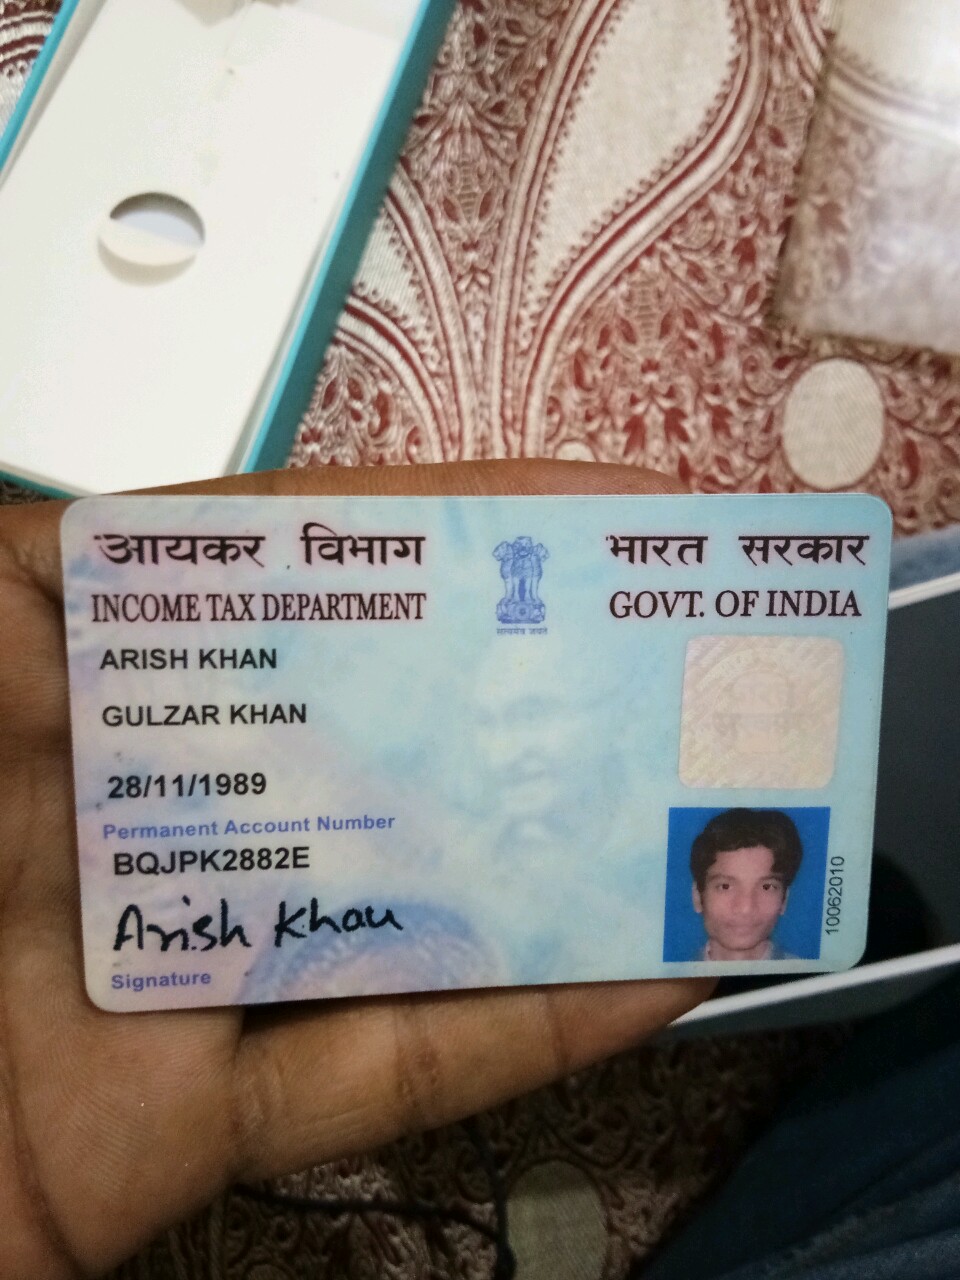 आयकर विभाग
INCOME TAX DEPARTMENT
भारत सरकार
GOVT. OF INDIA
सत्यमेव जयते
ARISH KHAN
GULZAR KHAN
28/11/1989
Permanent Account Number
BQJPK2882E
Arish Khan
Signature
10062010